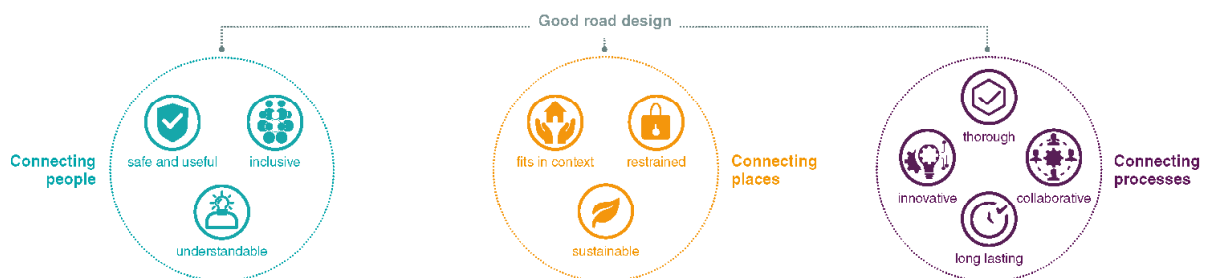 Good road design
Connecting
people
safe and useful
inclusive
understandable
fits in context
restrained
sustainable
Connecting
places
thorough
innovative
collaborative
long lasting
Connecting
processes